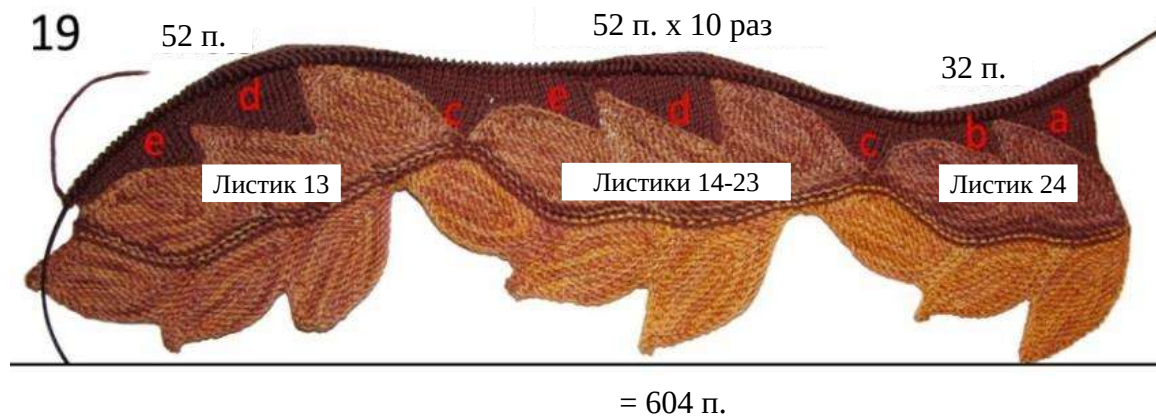 19
52 п.
52 п. x 10 раз
32 п.
e
d
c
e
d
c
b
a
Листик 13
Листики 14-23
Листик 24
= 604 п.